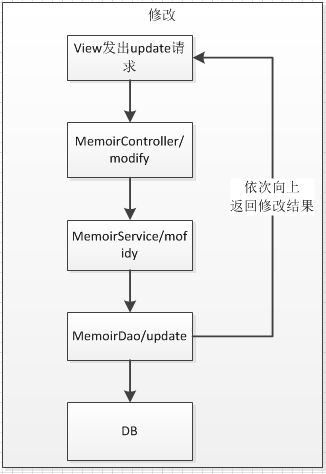 修改
View发出update请
求
MemoirController/
modify
MemoirService/mof
idy
依次向上
返回修改结果
MemoirDao/update
DB